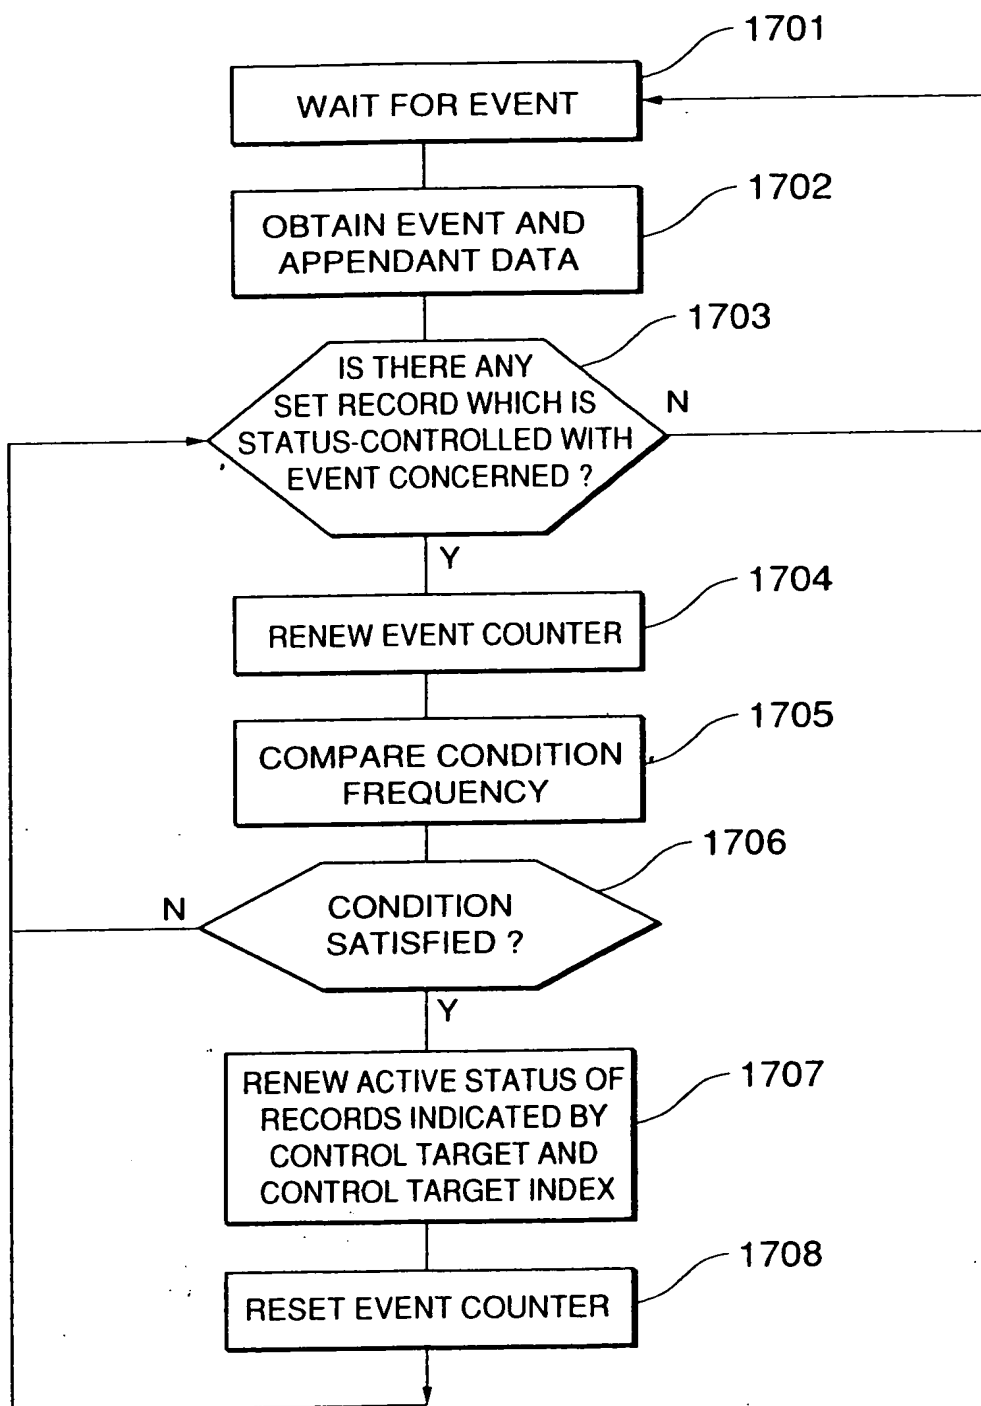 1701
WAIT FOR EVENT
1702
OBTAIN EVENT AND
APPENDANT DATA
1703
IS THERE ANY
SET RECORD WHICH IS
STATUS-CONTROLLED WITH
EVENT CONCERNED ?
N
Y
1704
RENEW EVENT COUNTER
1705
COMPARE CONDITION
FREQUENCY
1706
CONDITION
SATISFIED ?
N
Y
1707
RENEW ACTIVE STATUS OF
RECORDS INDICATED BY
CONTROL TARGET AND
CONTROL TARGET INDEX
1708
RESET EVENT COUNTER